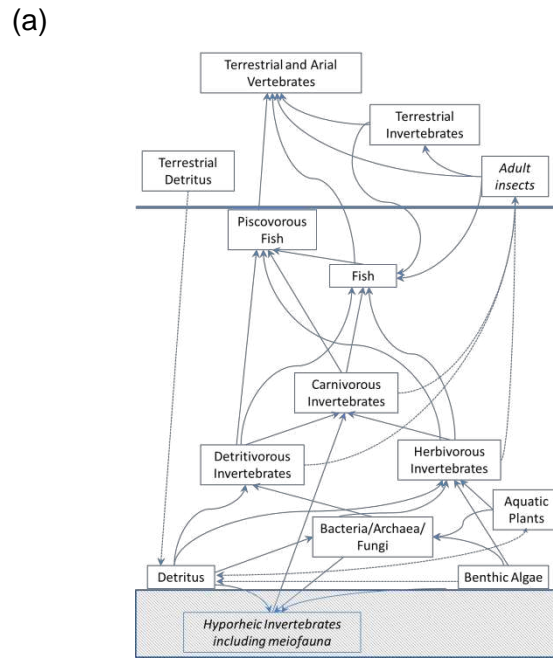 (a)
Terrestrial and Arial
Vertebrates
Terrestrial
Invertebrates
Terrestrial
Detritus
Adult
insects
Piscovorous
Fish
Fish
Carnivorous
Invertebrates
Detritivorous
Invertebrates
Herbivorous
Invertebrates
Aquatic
Plants
Bacteria/Archaea/
Fungi
Detritus
Benthic Algae
Hyporheic Invertebrates
including meiofauna